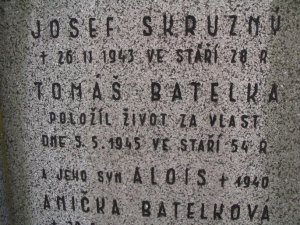 JOSEF SKRUZNÝ
† 26 11 1943 VE STÁŘÍ 28 R
TOMÁŠ BATELKA
POLOŽIL ŽIVOT ZA VLAST
DNE 5.5.1945 VE STÁŘÍ 54 R
A JEHO SYN ALOIS † 1940
ANIČKA BATELKOVÁ